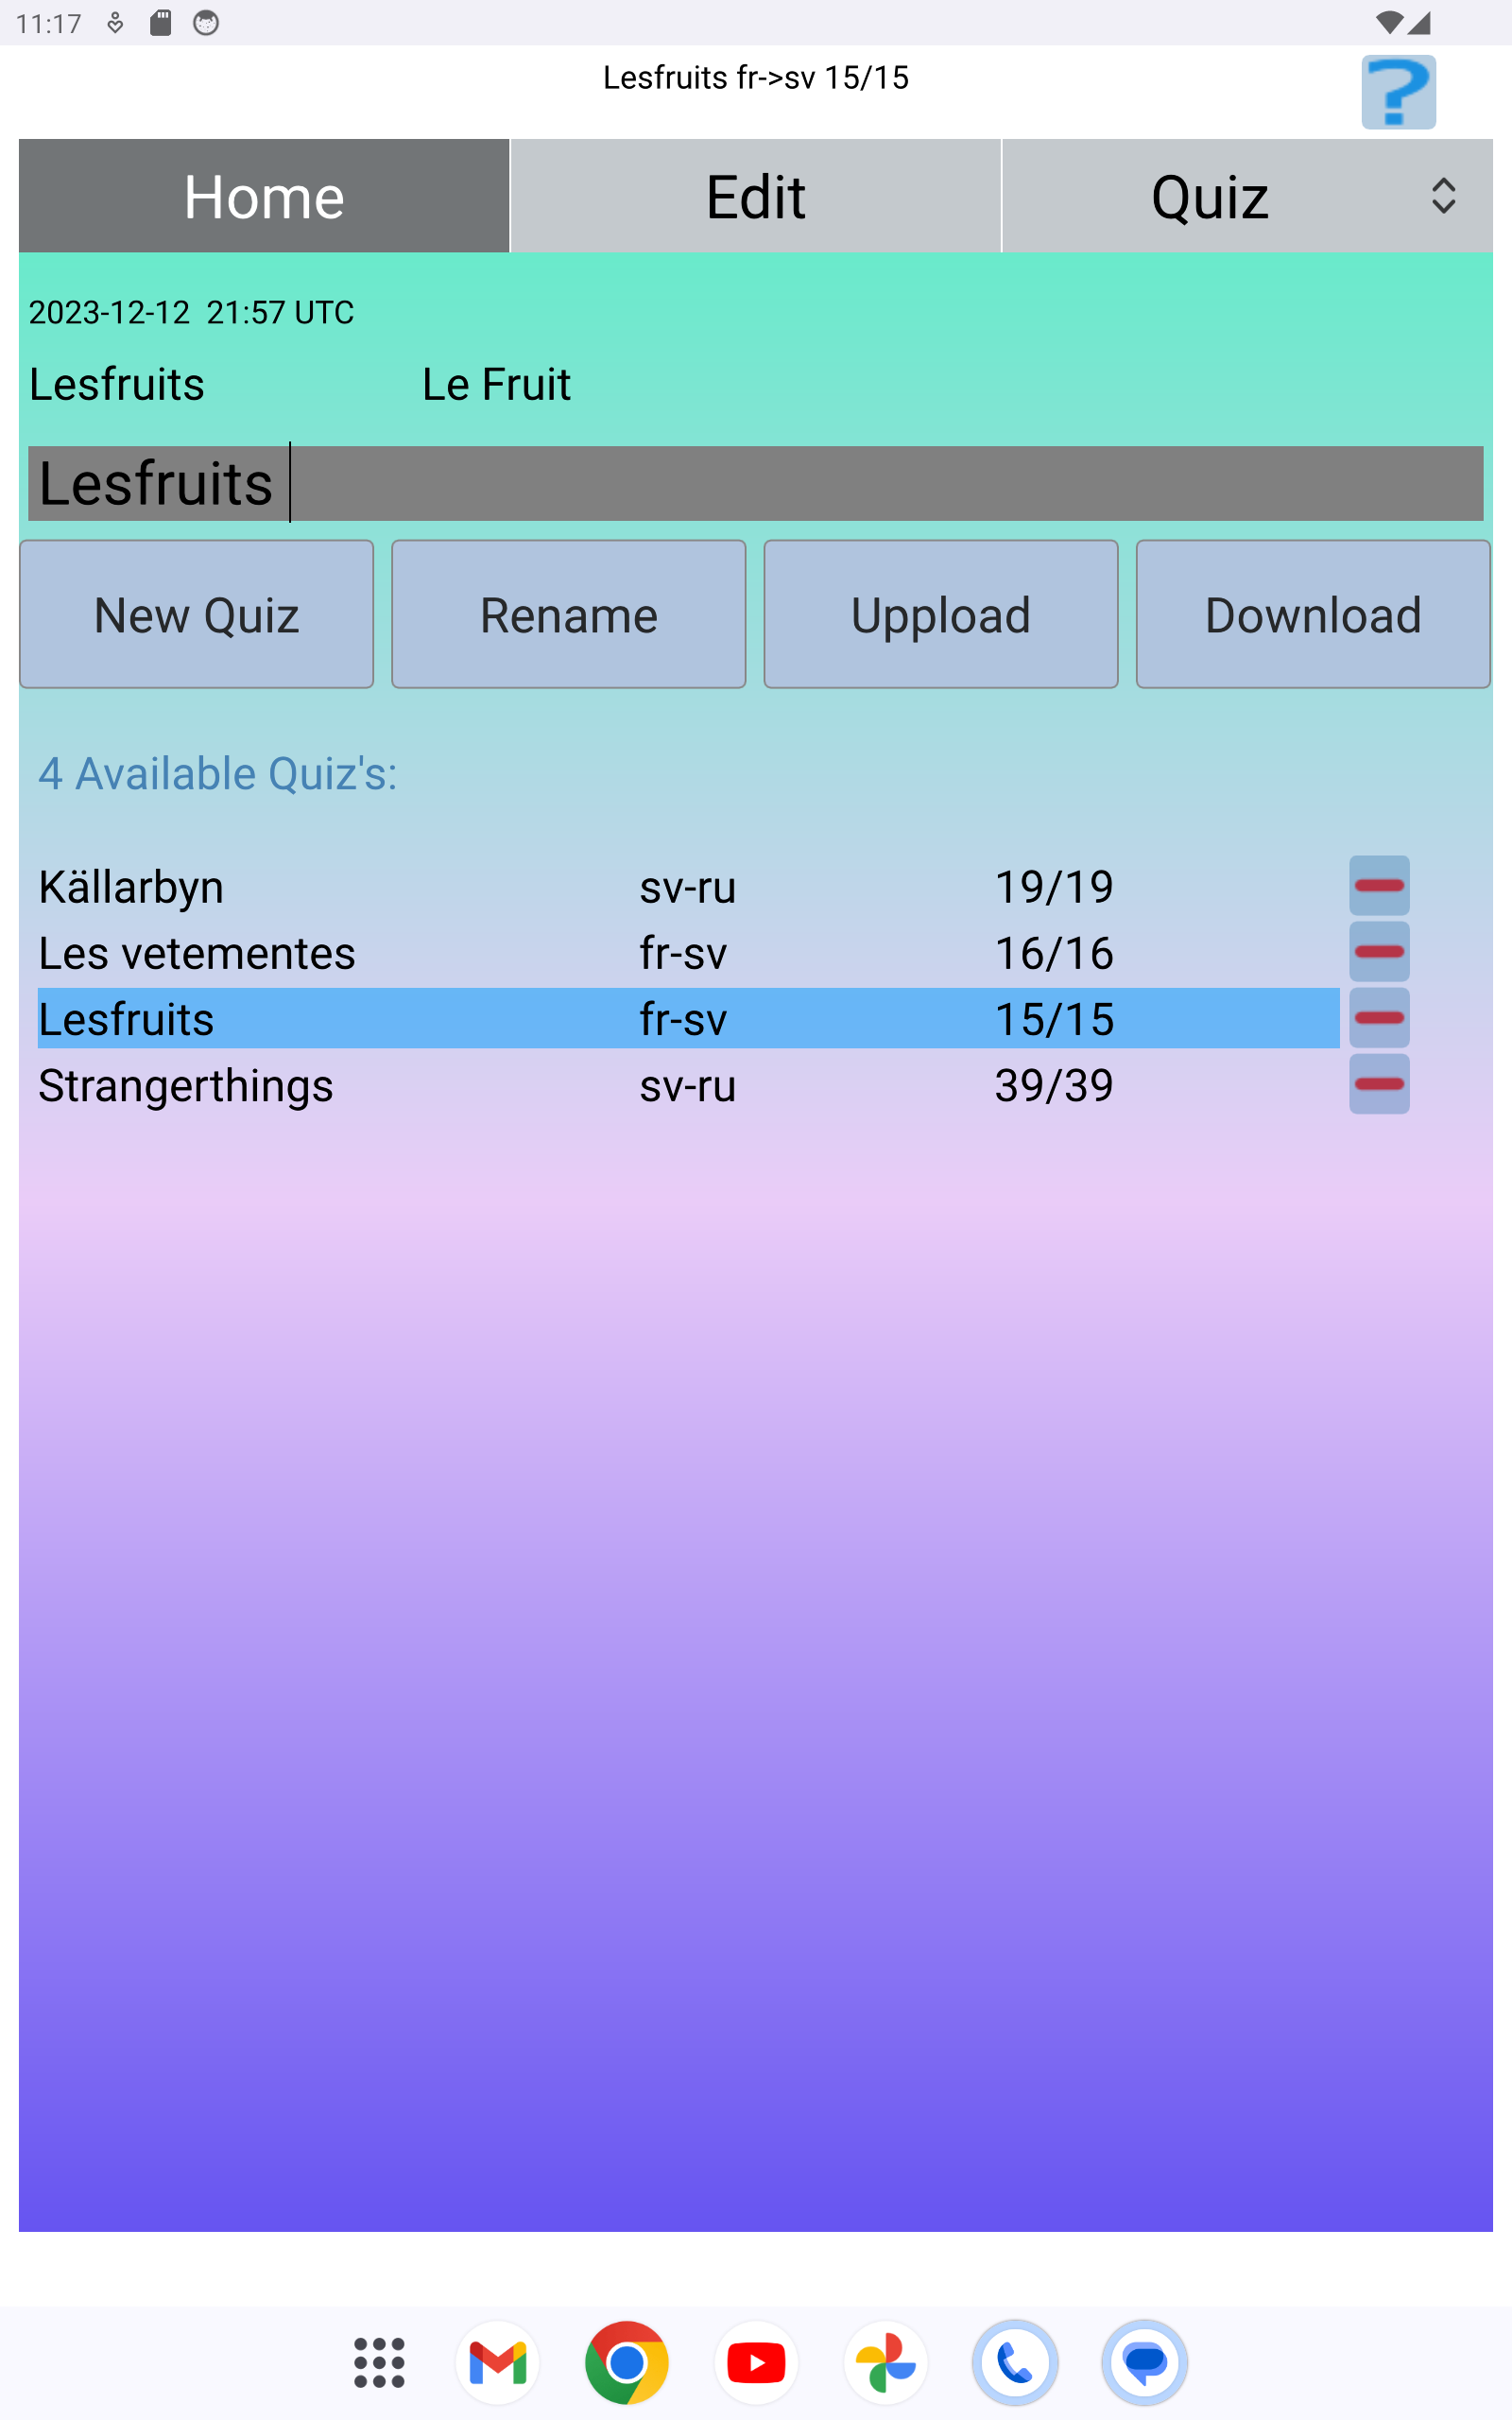 11:17
Lesfruits fr->sv 15/15
?
Home Edit Quiz
2023-12-12 21:57 UTC
Lesfruits Le Fruit
Lesfruits
New Quiz Rename Uppload Download
4 Available Quiz's:
Källarbyn sv-ru 19/19
Les vetementes fr-sv 16/16
Lesfruits fr-sv 15/15
Strangerthings sv-ru 39/39